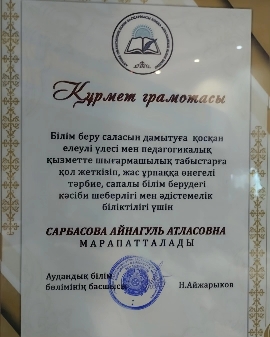 Құрмет грамотасы
Білім беру саласын дамытуға қосқан
елеулі үлесі мен педагогикалық
қызметте шығармашылық табыстарға
қол жеткізіп, жас ұрпаққа өнегелі
тәрбие, сапалы білім берудегі
кәсіби шеберлігі мен әдістемелік
біліктілігі үшін
САРБАСОВА АЙНАГУЛЬ АТЛАСОВНА
МАРАПАТТАЛАДЫ
Аудандық білім
бөлімінің басшысы
Н.Айжарыков